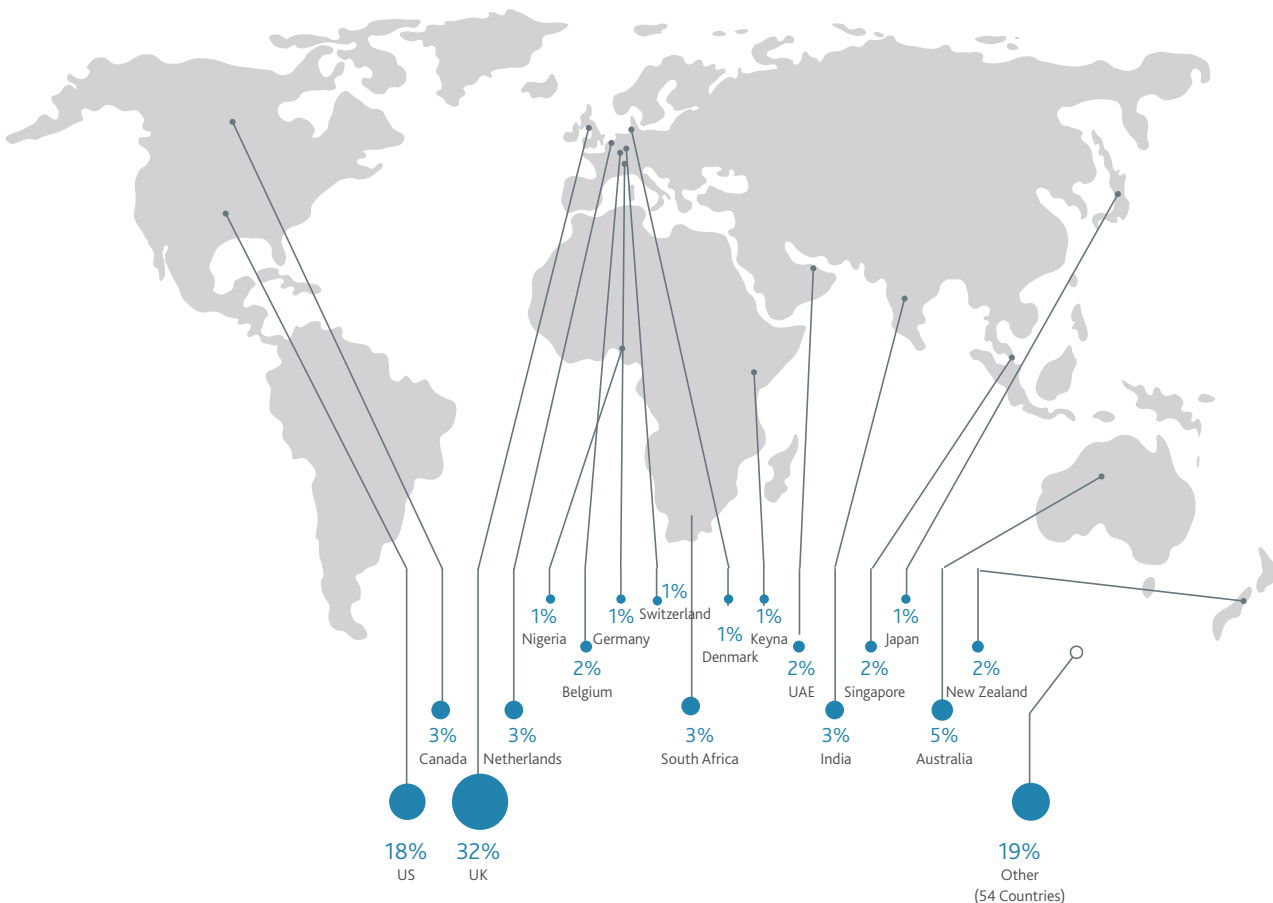 1%
Switzerland
1%
Nigeria
1%
Germany
1%
Denmark
1%
Keyna
1%
Japan
2%
Belgium
2%
UAE
2%
Singapore
2%
New Zealand
3%
Canada
3%
Netherlands
3%
South Africa
3%
India
5%
Australia
18%
US
32%
UK
19%
Other
(54 Countries)